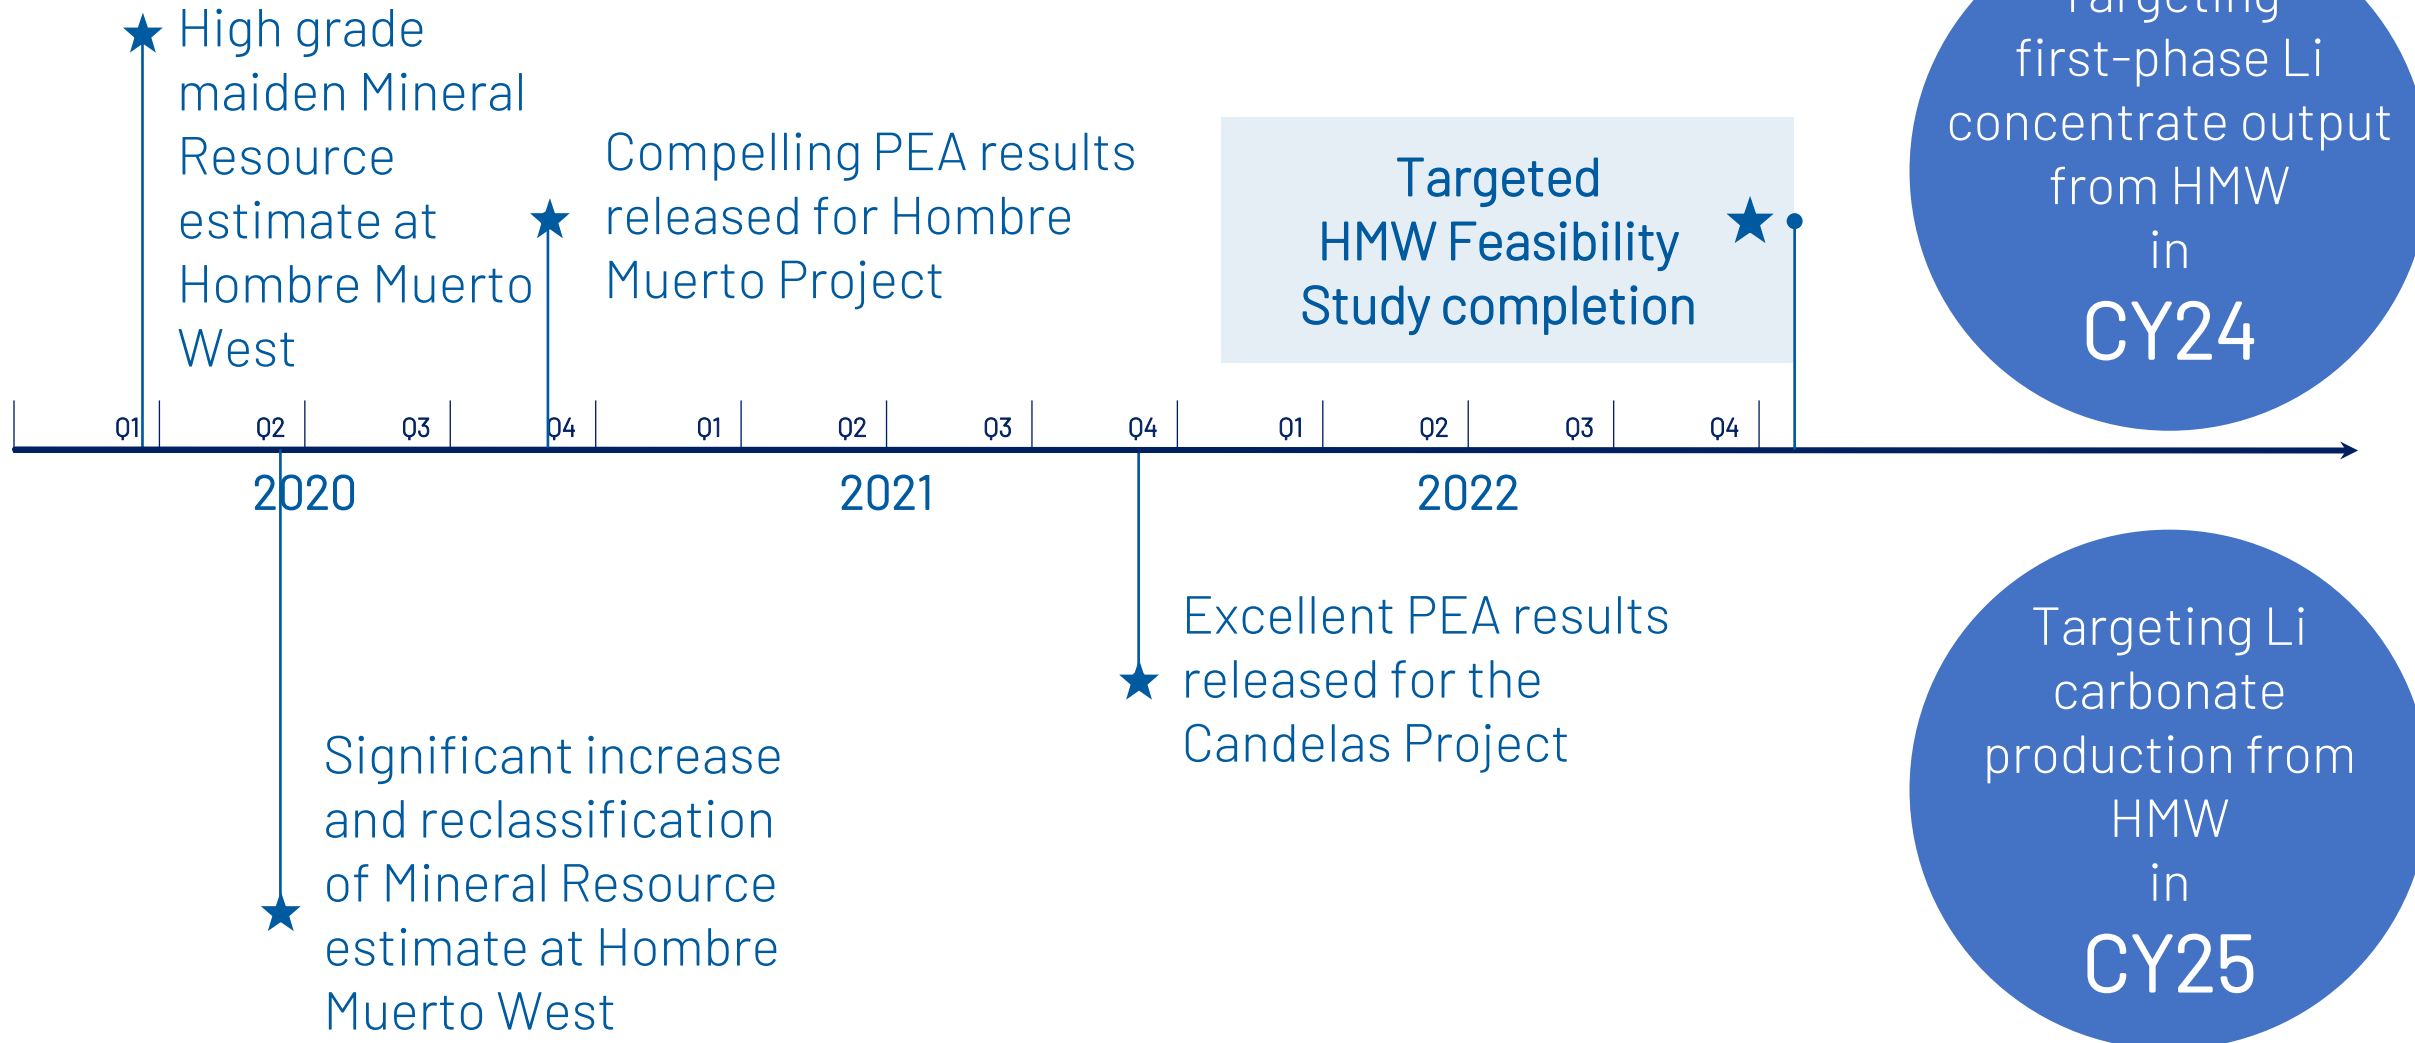 High grade
maiden Mineral
Resource
estimate at
Hombre Muerto
West
Compelling PEA results
released for Hombre
Muerto Project
Targeted
HMW Feasibility
Study completion
Targeting
first-phase Li
concentrate output
from HMW
in
CY24
Q1 Q2 Q3 Q4 Q1 Q2 Q3 Q4 Q1 Q2 Q3 Q4
2020 2021 2022
Significant increase
and reclassification
of Mineral Resource
estimate at Hombre
Muerto West
Excellent PEA results
released for the
Candelas Project
Targeting Li
carbonate
production from
HMW
in
CY25